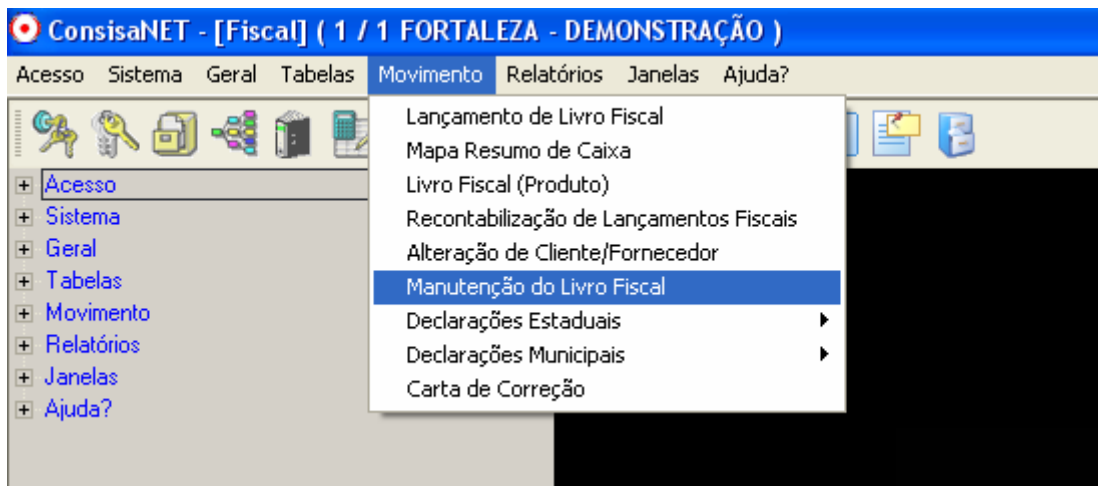 ConsisaNET - [Fiscal] ( 1 / 1 FORTALEZA - DEMONSTRAÇÃO )
Acesso Sistema Geral Tabelas Movimento Relatórios Janelas Ajuda?
Lançamento de Livro Fiscal
Mapa Resumo de Caixa
Livro Fiscal (Produto)
Recontabilização de Lançamentos Fiscais
Alteração de Cliente/Fornecedor
Manutenção do Livro Fiscal
Declarações Estaduais
Declarações Municipais
Carta de Correção
Acesso
Sistema
Geral
Tabelas
Movimento
Relatórios
Janelas
Ajuda?